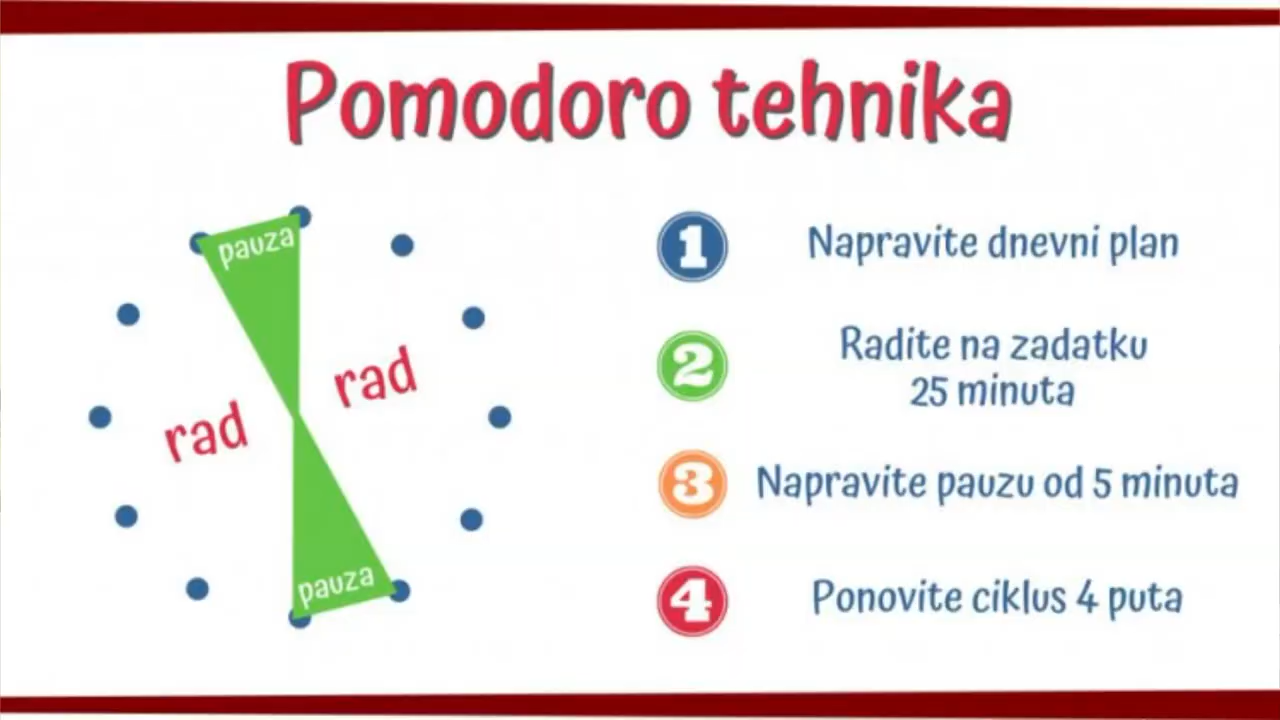 Pomodoro tehnika
pauza
rad
rad
pauza
1 Napravite dnevni plan
2 Radite na zadatku
25 minuta
3 Napravite pauzu od 5 minuta
4 Ponovite ciklus 4 puta